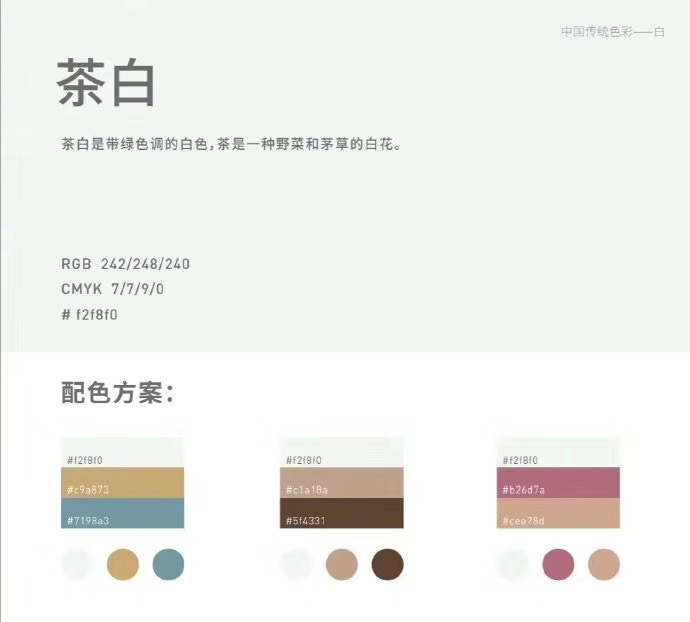 中国传统色彩——白
茶白
茶白是带绿色调的白色,茶是一种野菜和茅草的白花。
RGB 242/248/240
CMYK 7/7/9/0
# f2f8f0
配色方案:
#f2f8f0
#c9a873
#7198a3
#f2f8f0
#c1a18a
#5f4331
#f2f8f0
#b26d7a
#cea78d